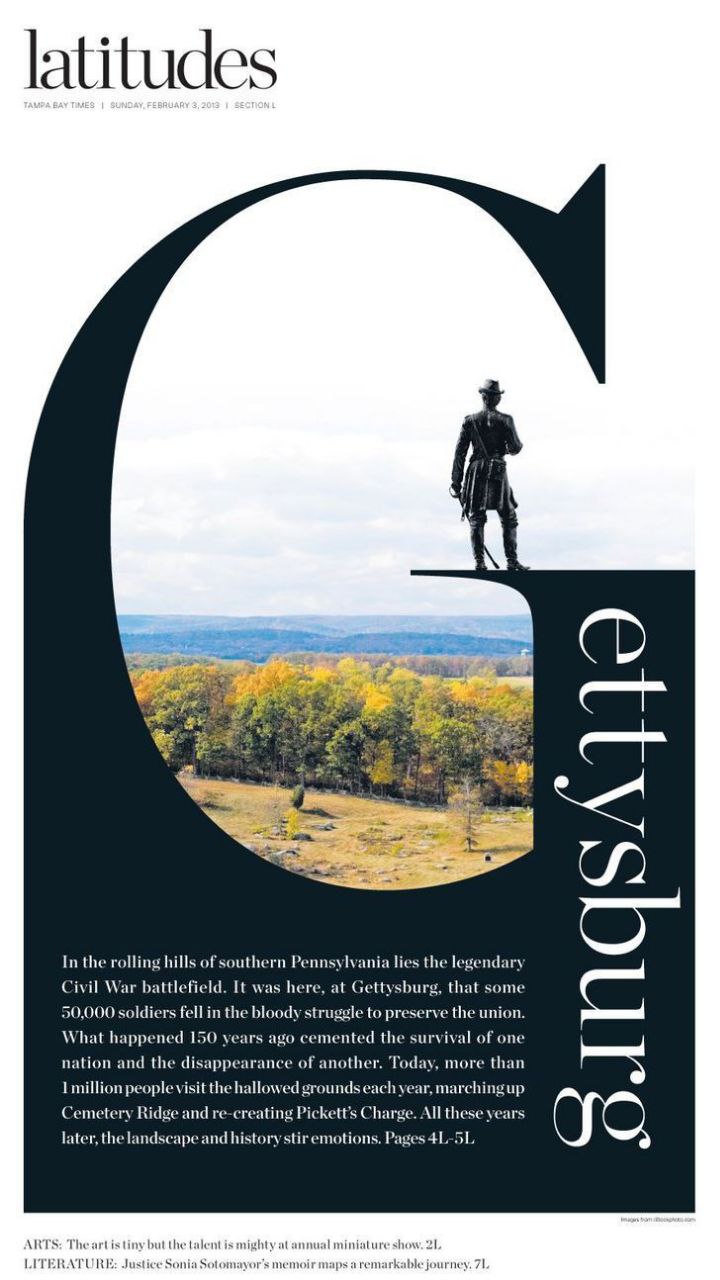 latitudes
TAMPA BAY TIMES | SUNDAY, FEBRUARY 3, 2013 | SECTION L
Gettysburg
In the rolling hills of southern Pennsylvania lies the legendary
Civil War battlefield. It was here, at Gettysburg, that some
50,000 soldiers fell in the bloody struggle to preserve the union.
What happened 150 years ago cemented the survival of one
nation and the disappearance of another. Today, more than
1 million people visit the hallowed grounds each year, marching up
Cemetery Ridge and re-creating Pickett's Charge. All these years
later, the landscape and history stir emotions. Pages 4L-5L
Images from
ARTS: The art is tiny but the talent is mighty at annual miniature show. 2L
LITERATURE: Justice Sonia Sotomayor's memoir maps a remarkable journey. 7L